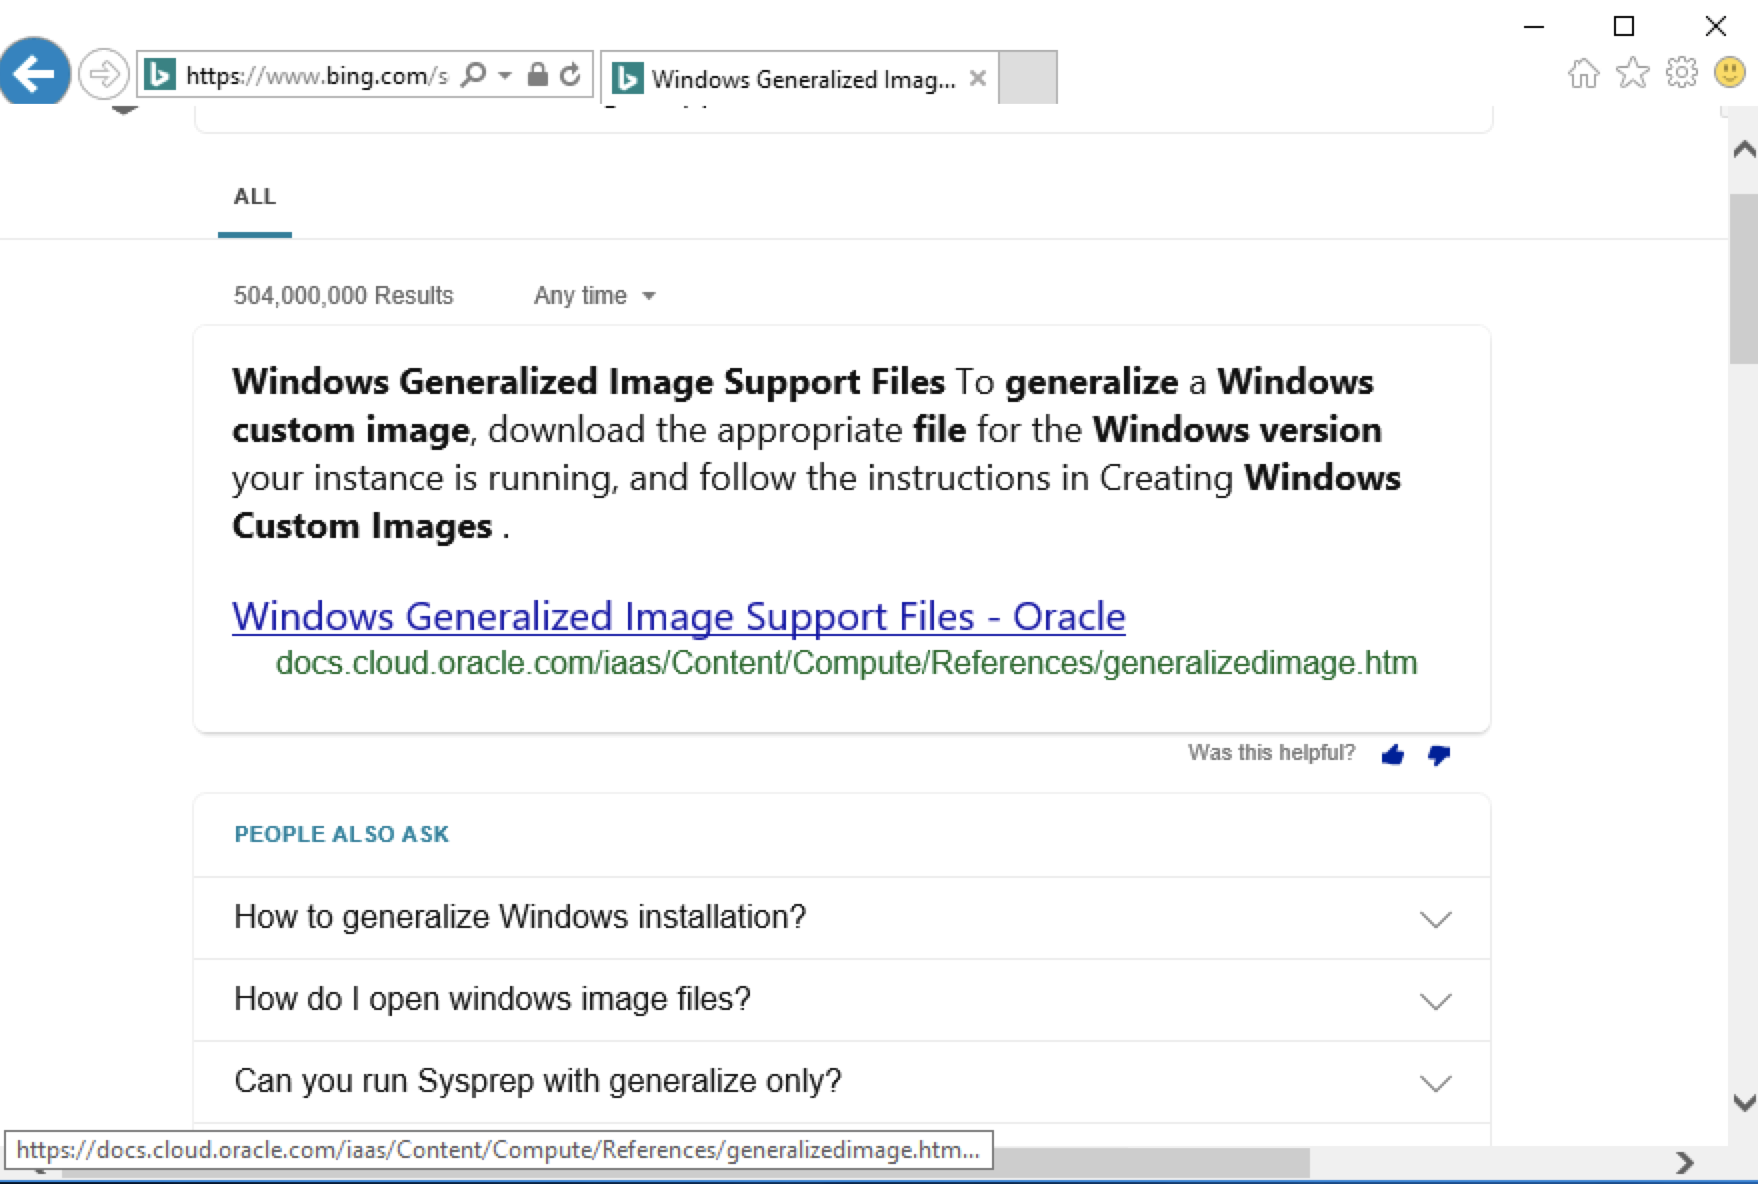 https://www.bing.com/s
Windows Generalized Imag...
ALL
504,000,000 Results
Any time
Windows Generalized Image Support Files To generalize a Windows
custom image, download the appropriate file for the Windows version
your instance is running, and follow the instructions in Creating Windows
Custom Images .
Windows Generalized Image Support Files - Oracle
docs.cloud.oracle.com/iaas/Content/Compute/References/generalizedimage.htm
Was this helpful?
PEOPLE ALSO ASK
How to generalize Windows installation?
How do I open windows image files?
Can you run Sysprep with generalize only?
https://docs.cloud.oracle.com/iaas/Content/Compute/References/generalizedimage.htm...